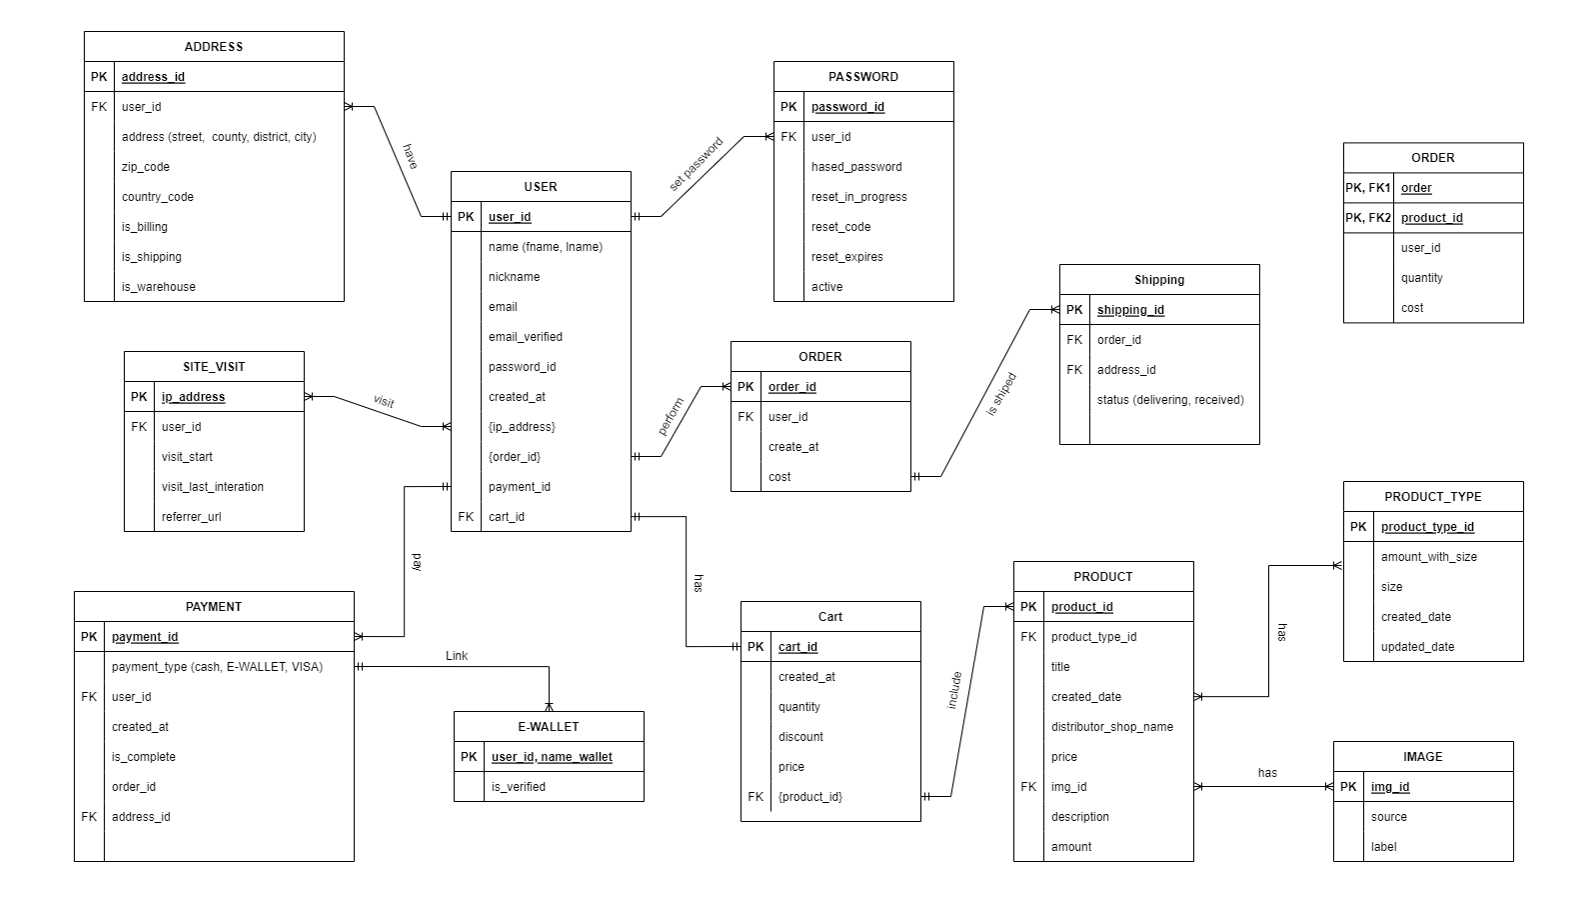 ADDRESS
PK address_id
FK user_id
address (street, county, district, city)
zip_code
country_code
is_billing
is_shipping
is_warehouse
have
USER
PK user_id
name (fname, lname)
nickname
email
email_verified
password_id
created_at
{ip_address}
{order_id}
payment_id
FK cart_id
set password
PASSWORD
PK password_id
FK user_id
hased_password
reset_in_progress
reset_code
reset_expires
active
ORDER
PK, FK1 order
PK, FK2 product_id
user_id
quantity
cost
Shipping
PK shipping_id
FK order_id
FK address_id
status (delivering, received)
is shiped
SITE_VISIT
PK ip_address
FK user_id
visit_start
visit_last_interation
referrer_url
visit
perform
ORDER
PK order_id
FK user_id
create_at
cost
PRODUCT_TYPE
PK product_type_id
amount_with_size
size
created_date
updated_date
pay
has
PAYMENT
PK payment_id
payment_type (cash, E-WALLET, VISA)
FK user_id
created_at
is_complete
order_id
FK address_id
Link
E-WALLET
PK user_id, name_wallet
is_verified
Cart
PK cart_id
created_at
quantity
discount
price
FK {product_id}
include
PRODUCT
PK product_id
FK product_type_id
title
created_date
distributor_shop_name
price
FK img_id
description
amount
has
has
IMAGE
PK img_id
source
label